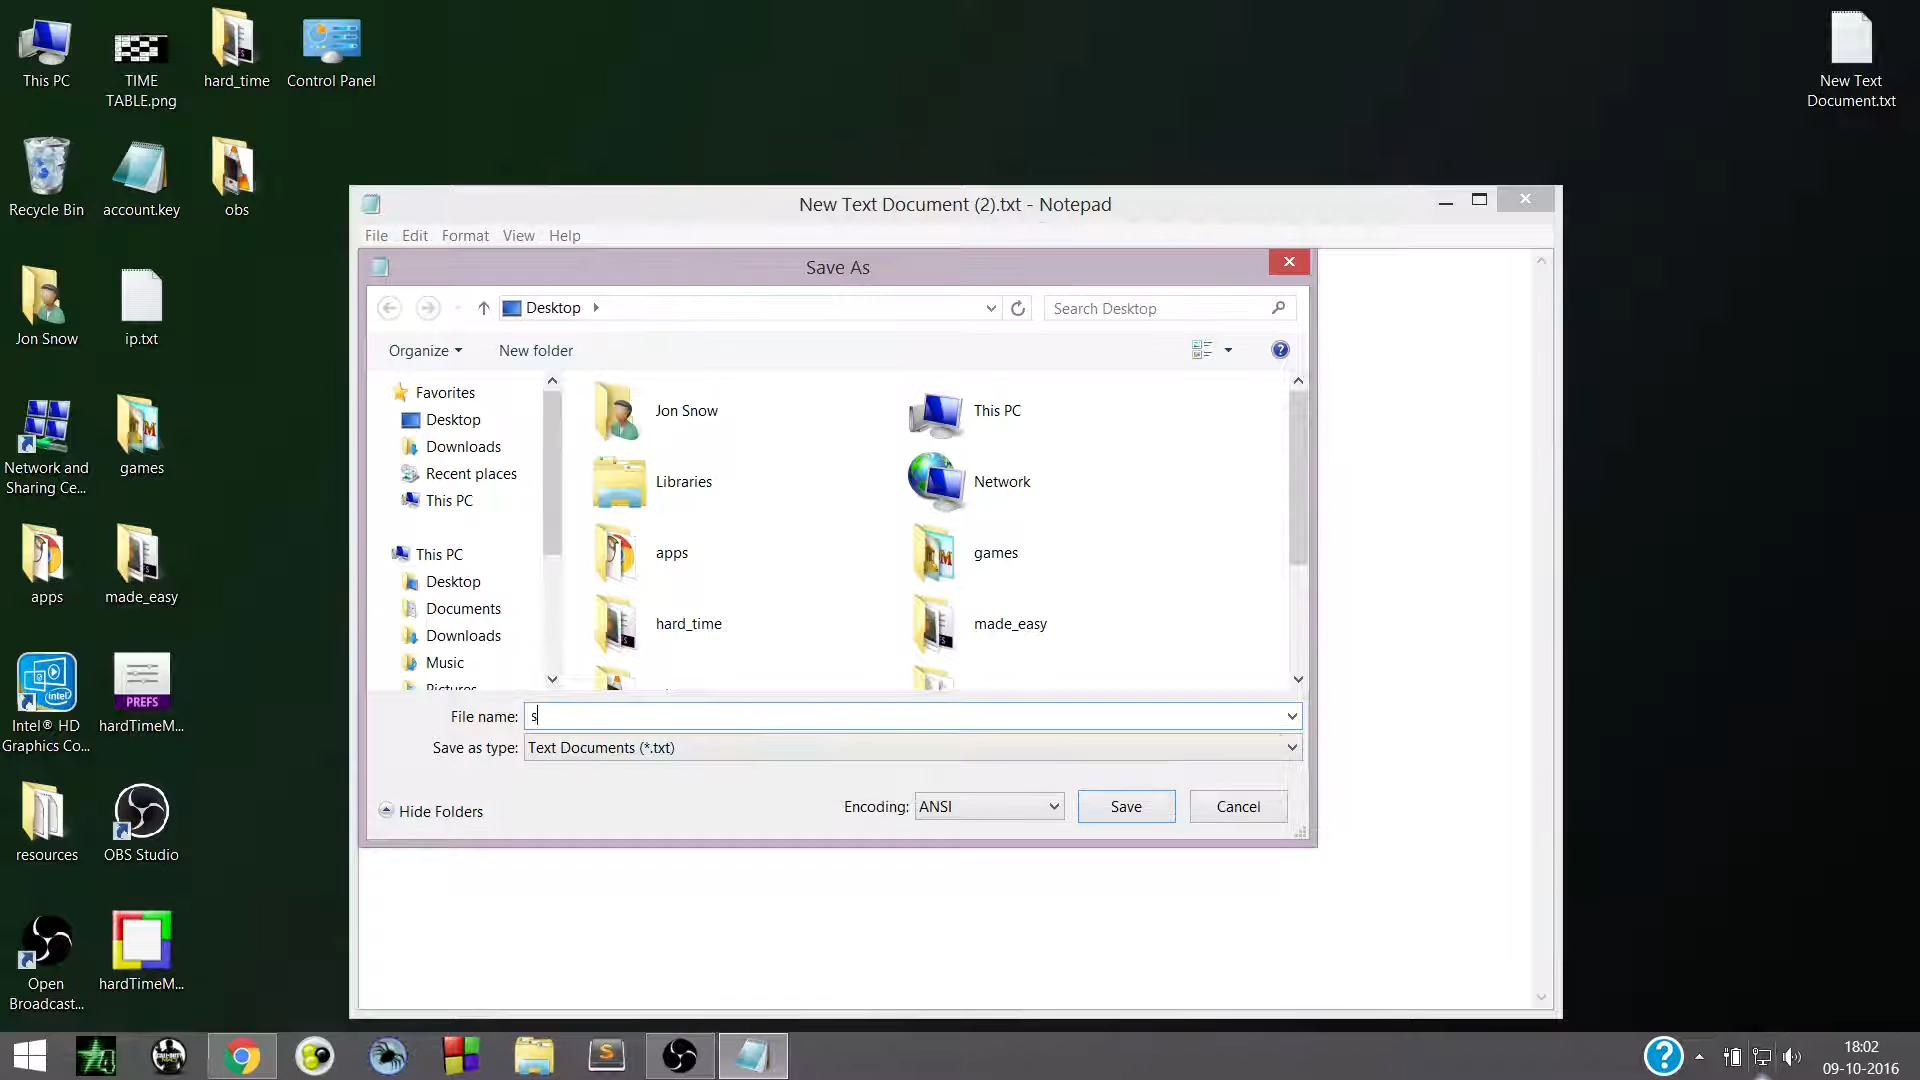 This PC
TIME
TABLE.png
hard_time
Control Panel
New Text
Document.txt
Recycle Bin
account.key
obs
Jon Snow
ip.txt
Network and
Sharing Ce...
games
apps
made_easy
Intel® HD
Graphics Co...
PREFS
hardTimeM...
resources
OBS Studio
Open
Broadcast...
hardTimeM...
New Text Document (2).txt - Notepad
File Edit Format View Help
Save As
Desktop
Search Desktop
Organize
New folder
Favorites
Desktop
Downloads
Recent places
This PC
This PC
Desktop
Documents
Downloads
Music
Pictures
Jon Snow
This PC
Libraries
Network
apps
games
hard_time
made_easy
File name: s
Save as type: Text Documents (*.txt)
Hide Folders
Encoding: ANSI
Save
Cancel
18:02
09-10-2016